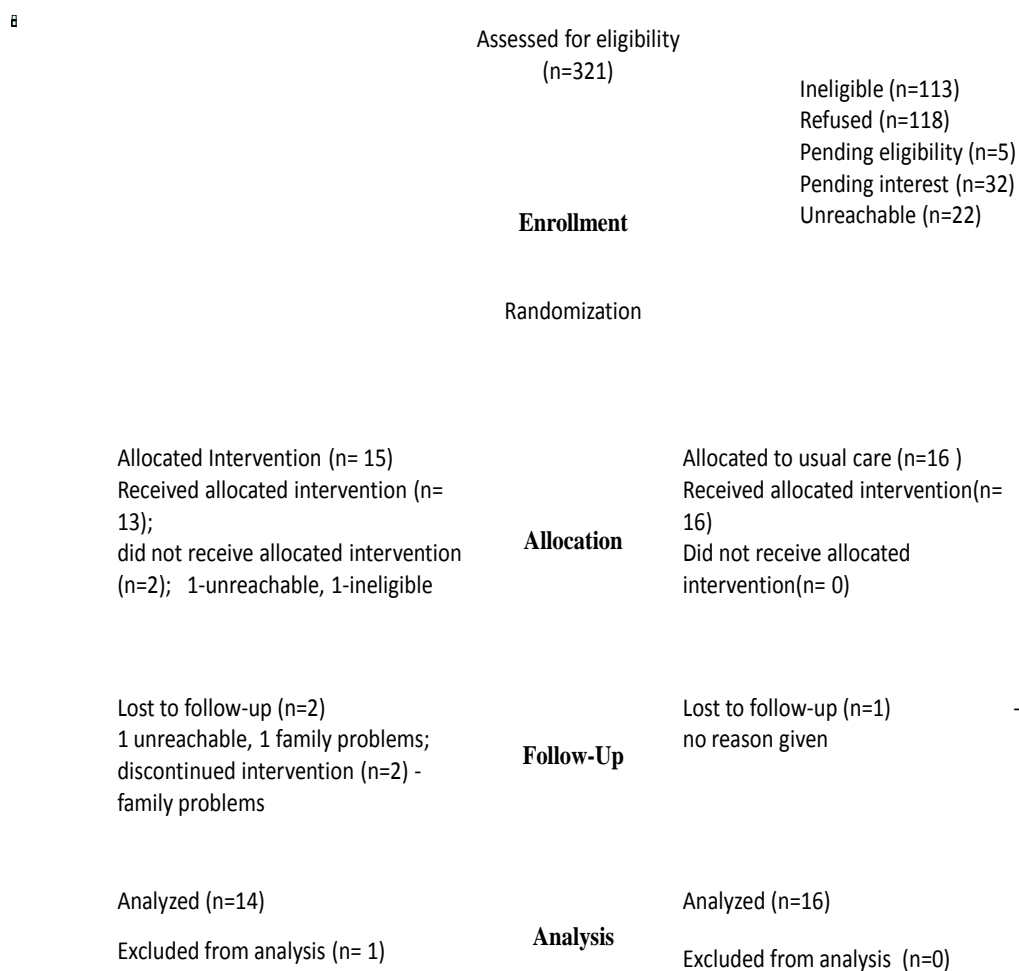 Assessed for eligibility
(n=321)
Ineligible (n=113)
Refused (n=118)
Pending eligibility (n=5)
Pending interest (n=32)
Unreachable (n=22)
Enrollment
Randomization
Allocated Intervention (n= 15)
Received allocated intervention (n=
13);
did not receive allocated intervention
(n=2);   1-unreachable, 1-ineligible
Allocation
Allocated to usual care (n=16 )
Received allocated intervention(n=
16)
Did not receive allocated
intervention(n= 0)
Lost to follow-up (n=2)
1 unreachable, 1 family problems;
discontinued intervention (n=2) -
family problems
Follow-Up
Lost to follow-up (n=1) -
no reason given
Analyzed (n=14)
Excluded from analysis (n= 1)
Analysis
Analyzed (n=16)
Excluded from analysis  (n=0)